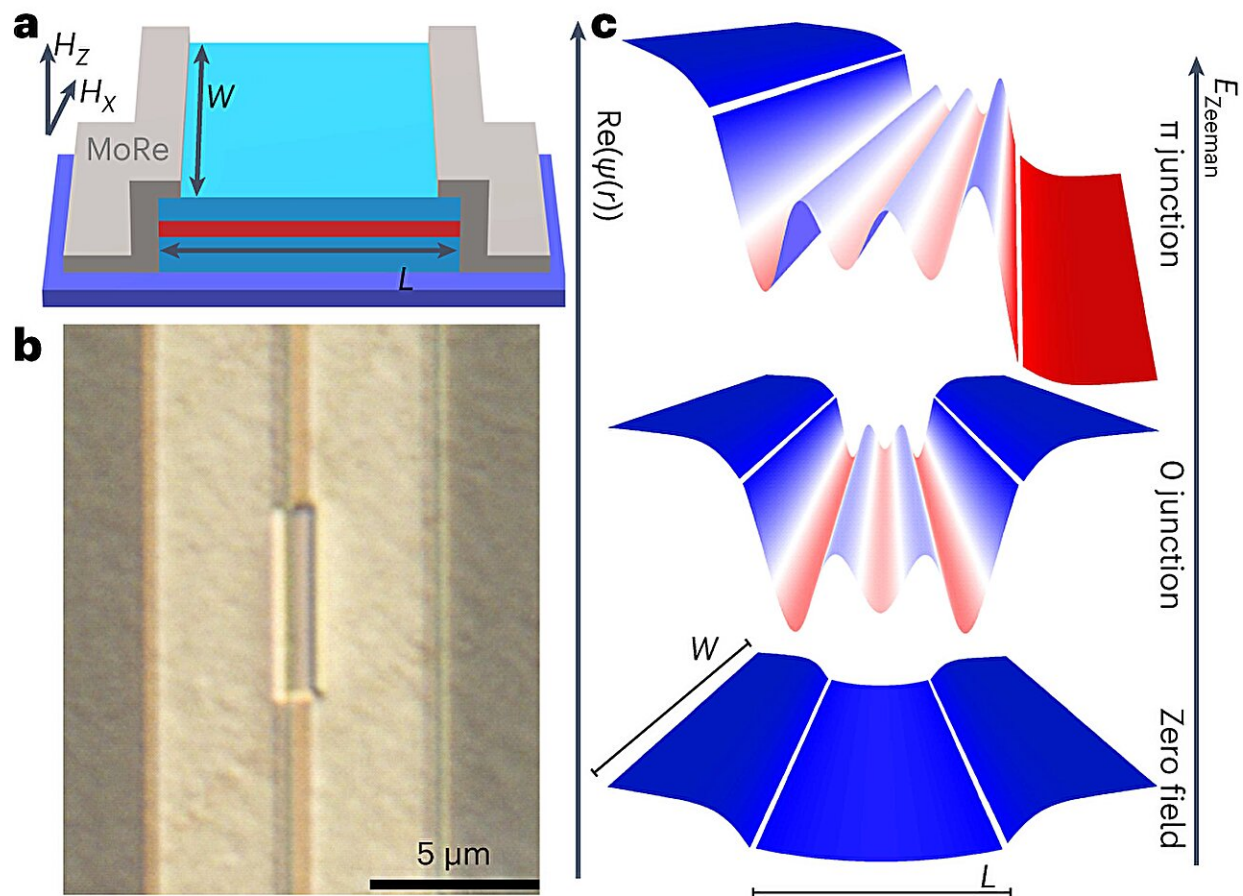 a
H_Z
H_X
W
MoRe
L
b
5 μm
c
Re(ψ(r))
E_Zeeman
π junction
0 junction
Zero field
W
L